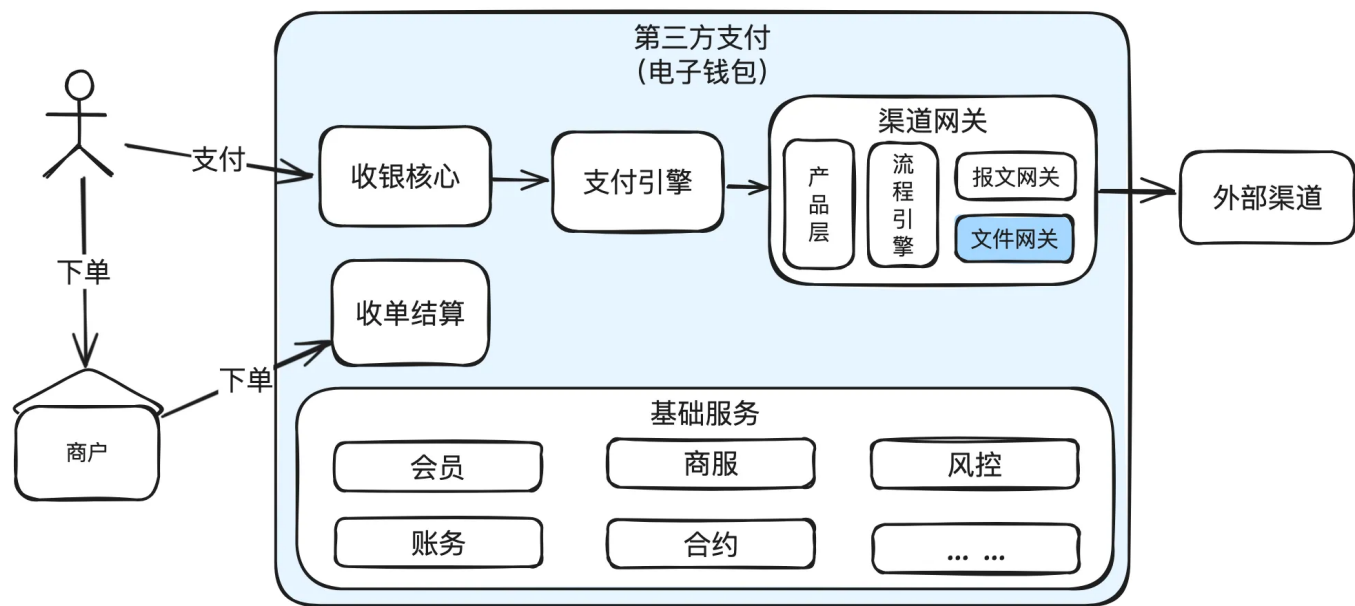 第三方支付
（电子钱包）
渠道网关
支付
收银核心
支付引擎
产品层
流程引擎
报文网关
文件网关
外部渠道
下单
收单结算
下单
商户
基础服务
会员
商服
风控
账务
合约
... ...